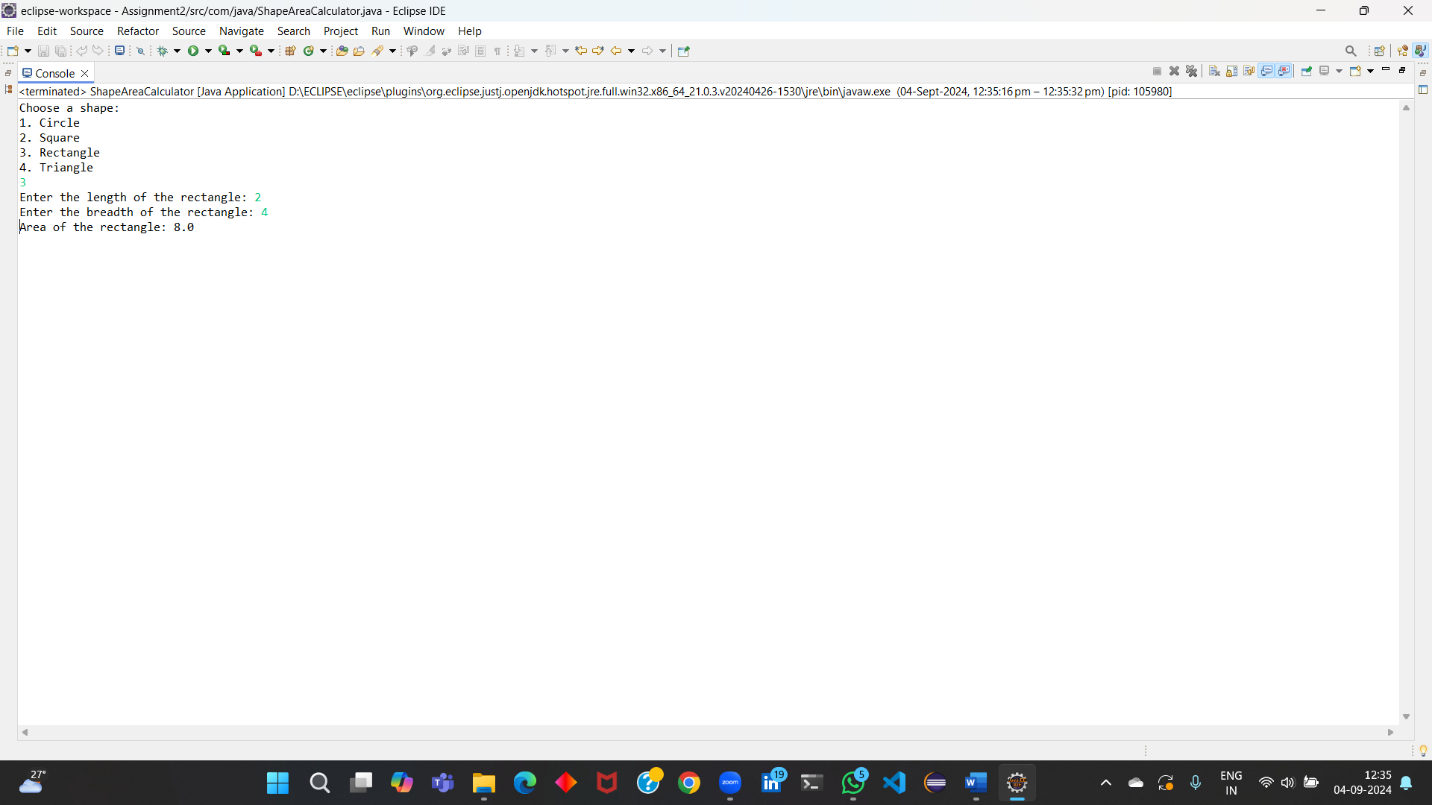 eclipse-workspace - Assignment2/src/com/java/ShapeAreaCalculator.java - Eclipse IDE
File Edit Source Refactor Source Navigate Search Project Run Window Help
Console
<terminated> ShapeAreaCalculator [Java Application] D:\ECLIPSE\eclipse\plugins\org.eclipse.justj.openjdk.hotspot.jre.full.win32.x86_64_21.0.3.v20240426-1530\jre\bin\javaw.exe (04-Sept-2024, 12:35:16 pm – 12:35:32 pm) [pid: 105980]
Choose a shape:
1. Circle
2. Square
3. Rectangle
4. Triangle
3
Enter the length of the rectangle: 2
Enter the breadth of the rectangle: 4
Area of the rectangle: 8.0
27°
zoom
19
5
ENG
IN
12:35
04-09-2024